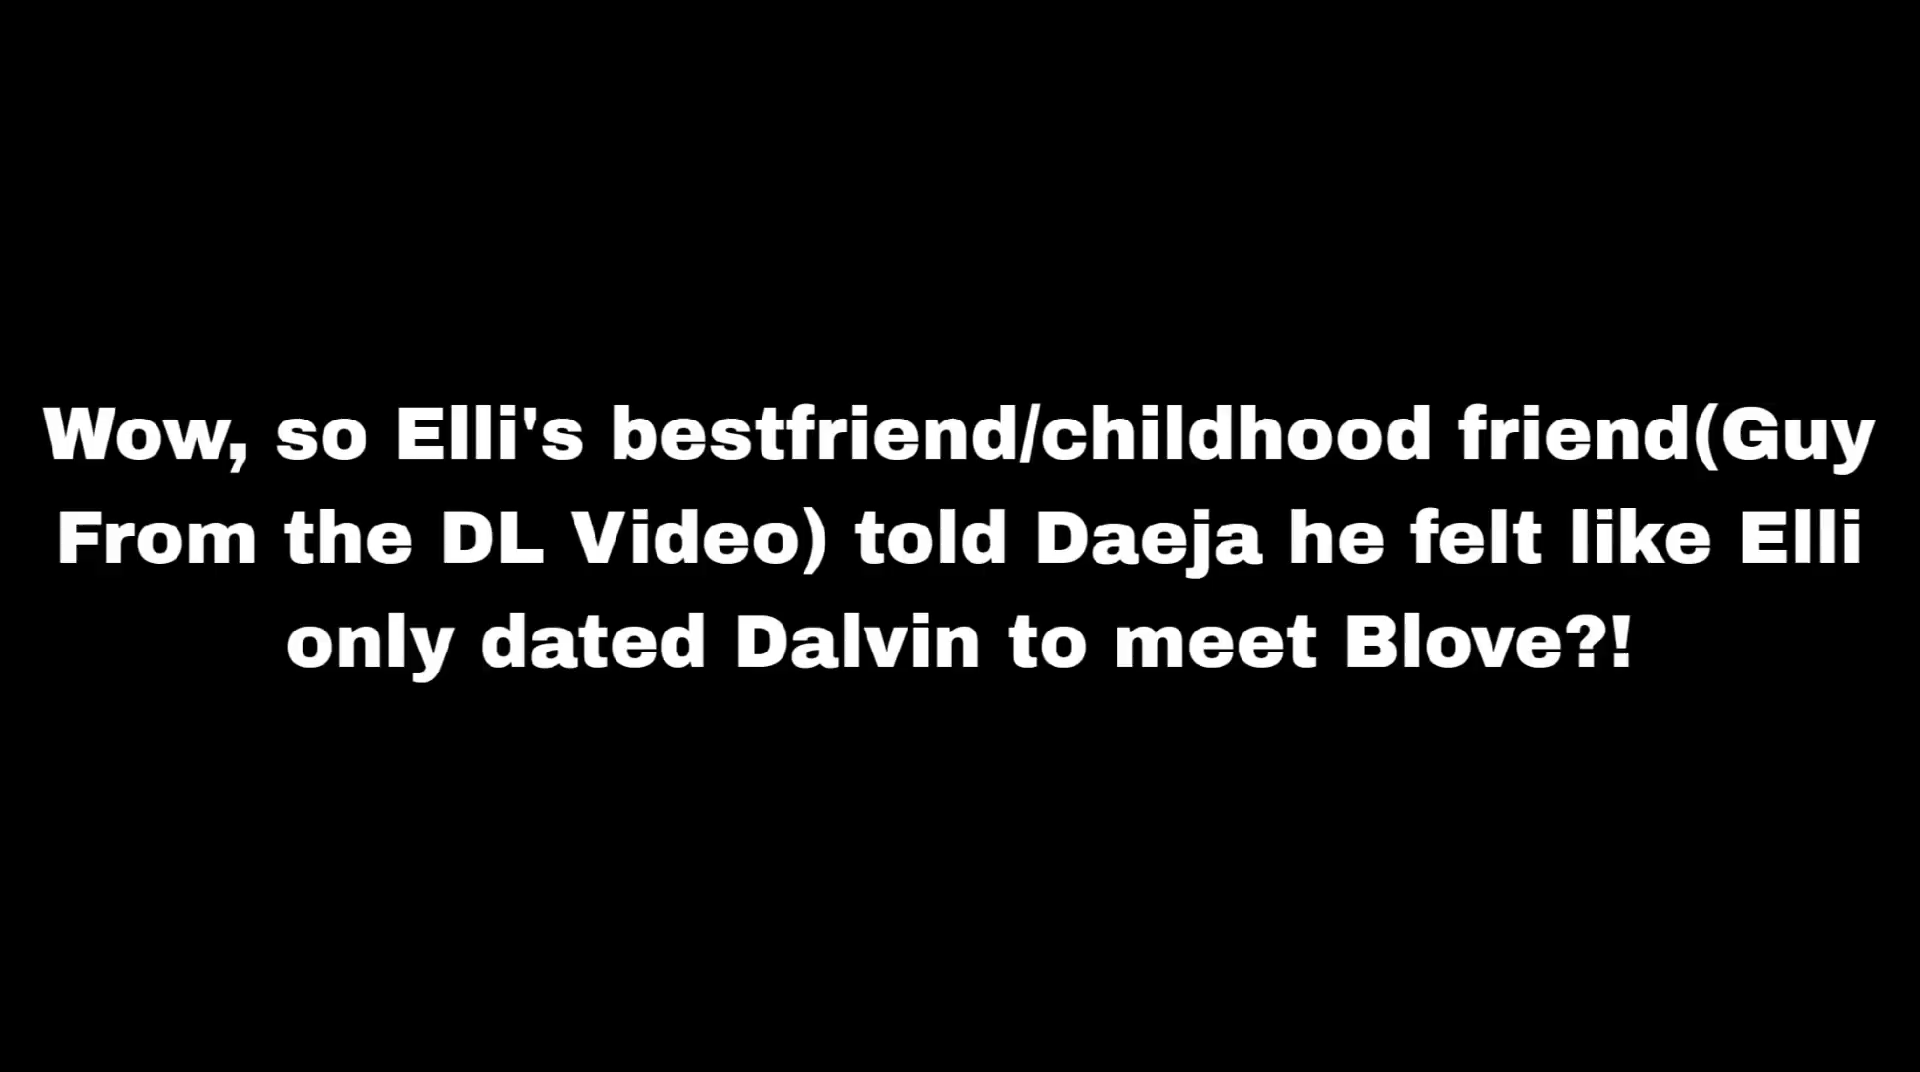 Wow, so Elli's bestfriend/childhood friend(Guy
From the DL Video) told Daeja he felt like Elli
only dated Dalvin to meet Blove?!